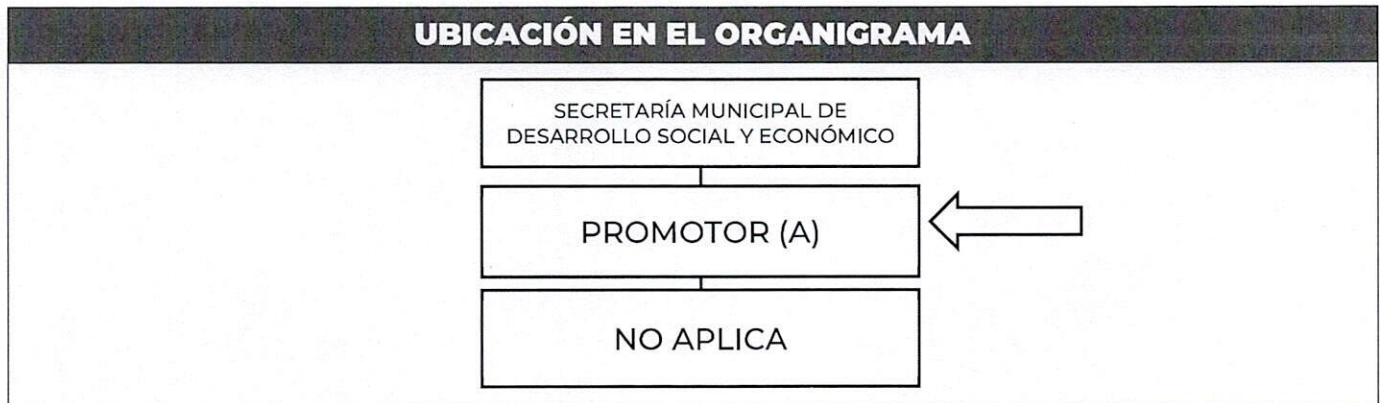 UBICACIÓN EN EL ORGANIGRAMA
SECRETARÍA MUNICIPAL DE
DESARROLLO SOCIAL Y ECONÓMICO
PROMOTOR (A)
NO APLICA